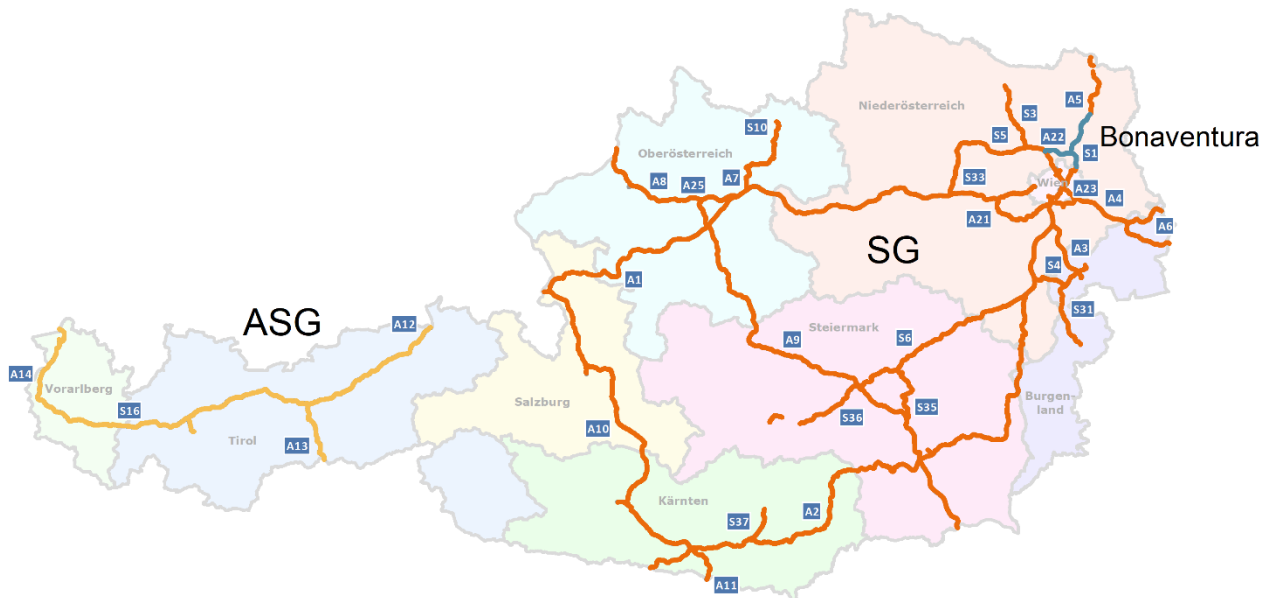 A5
Niederösterreich
S3
S10
S5
A22
Bonaventura
Oberösterreich
S1
A8
A25
A7
S33
Wien
A23
A4
A21
A6
SG
A3
S4
A1
ASG
A12
S31
Steiermark
A9
S6
A14
Vorarlberg
Salzburg
Burgen-
land
S16
S36
S35
Tirol
A10
A13
Kärnten
A2
S37
A11